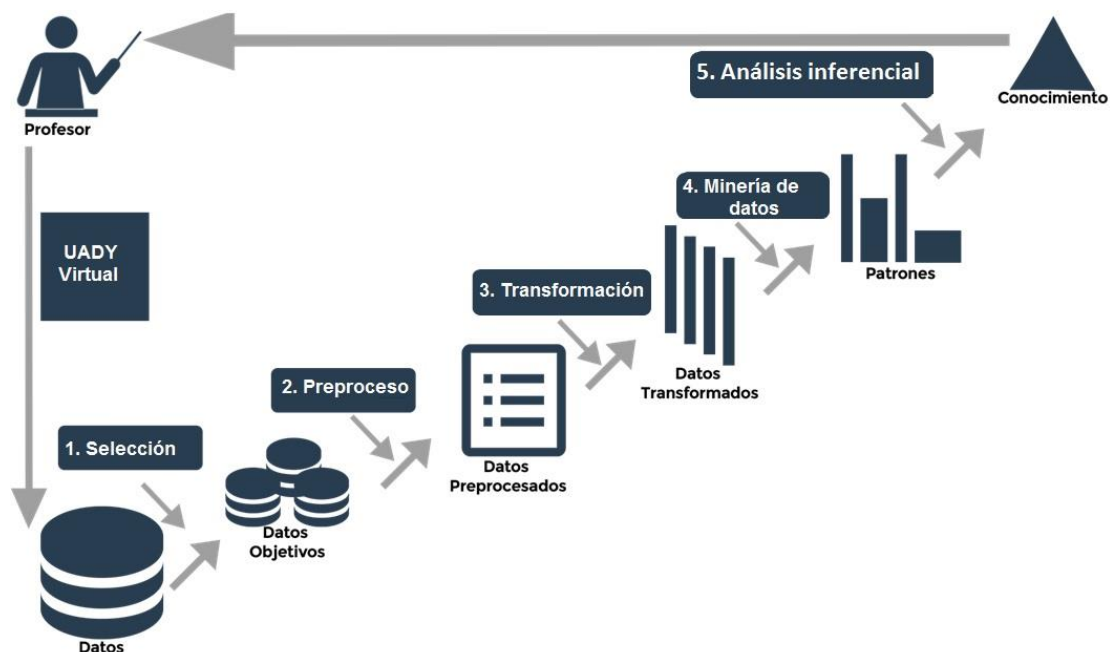 Profesor
5. Análisis inferencial
Conocimiento
4. Minería de
datos
Patrones
UADY
Virtual
3. Transformación
Datos
Transformados
2. Preproceso
Datos
Preprocesados
1. Selección
Datos
Objetivos
Datos